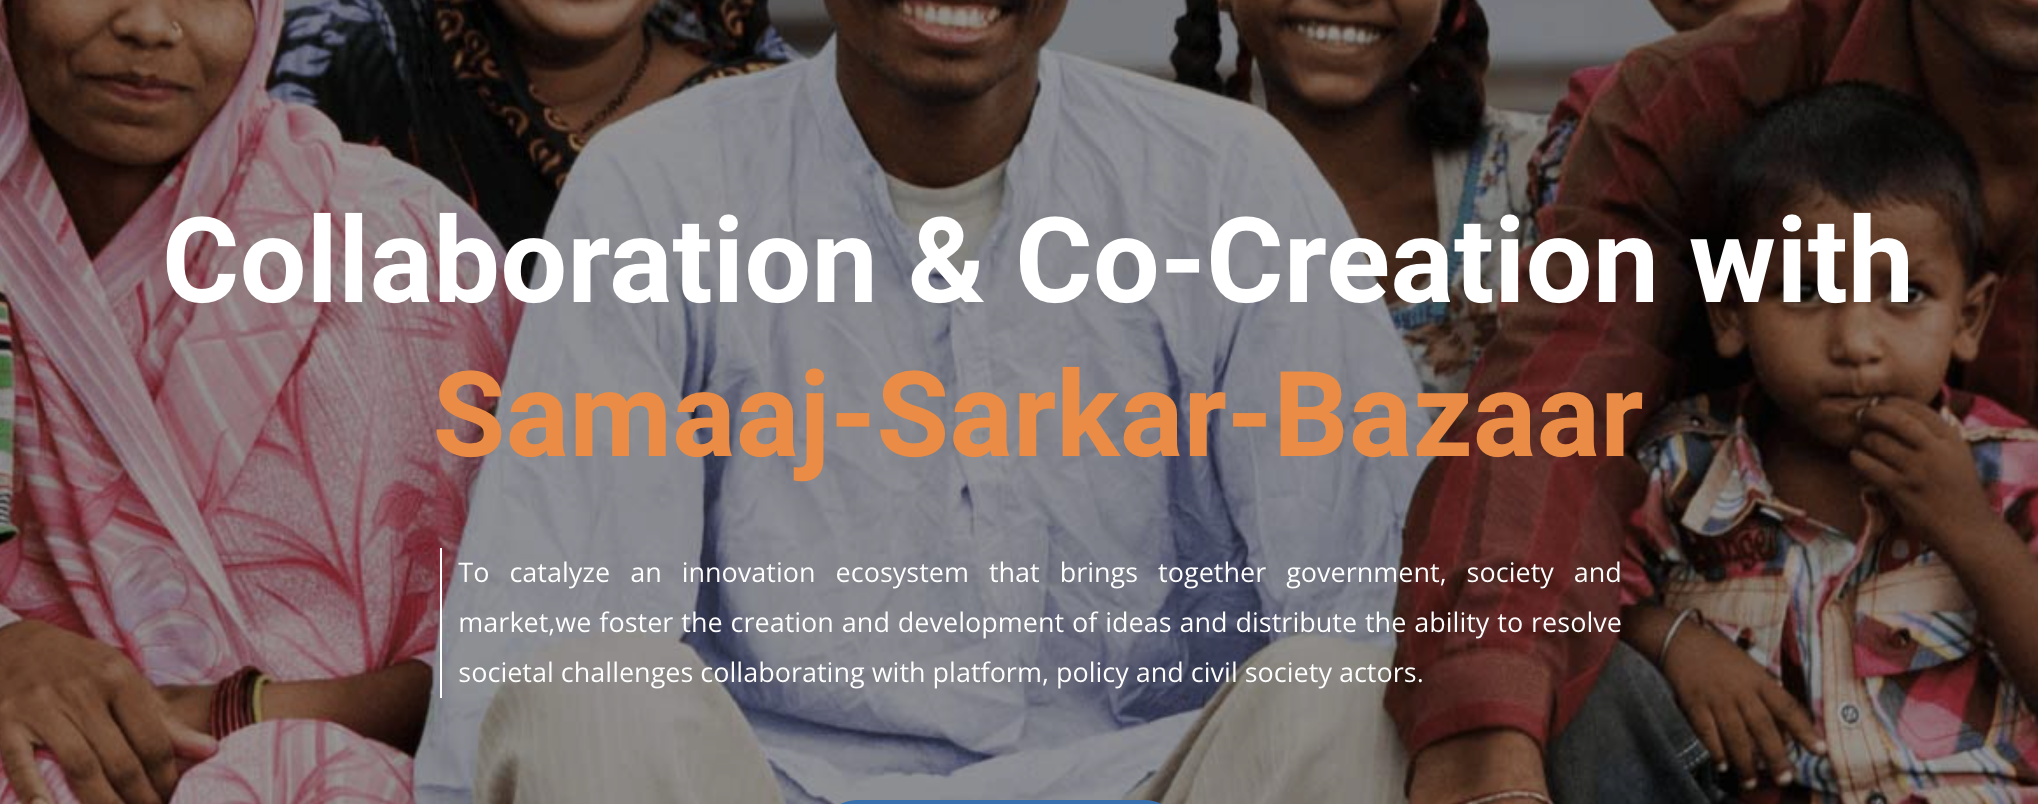 Collaboration & Co-Creation with
Samaaj-Sarkar-Bazaar
To catalyze an innovation ecosystem that brings together government, society and
market,we foster the creation and development of ideas and distribute the ability to resolve
societal challenges collaborating with platform, policy and civil society actors.